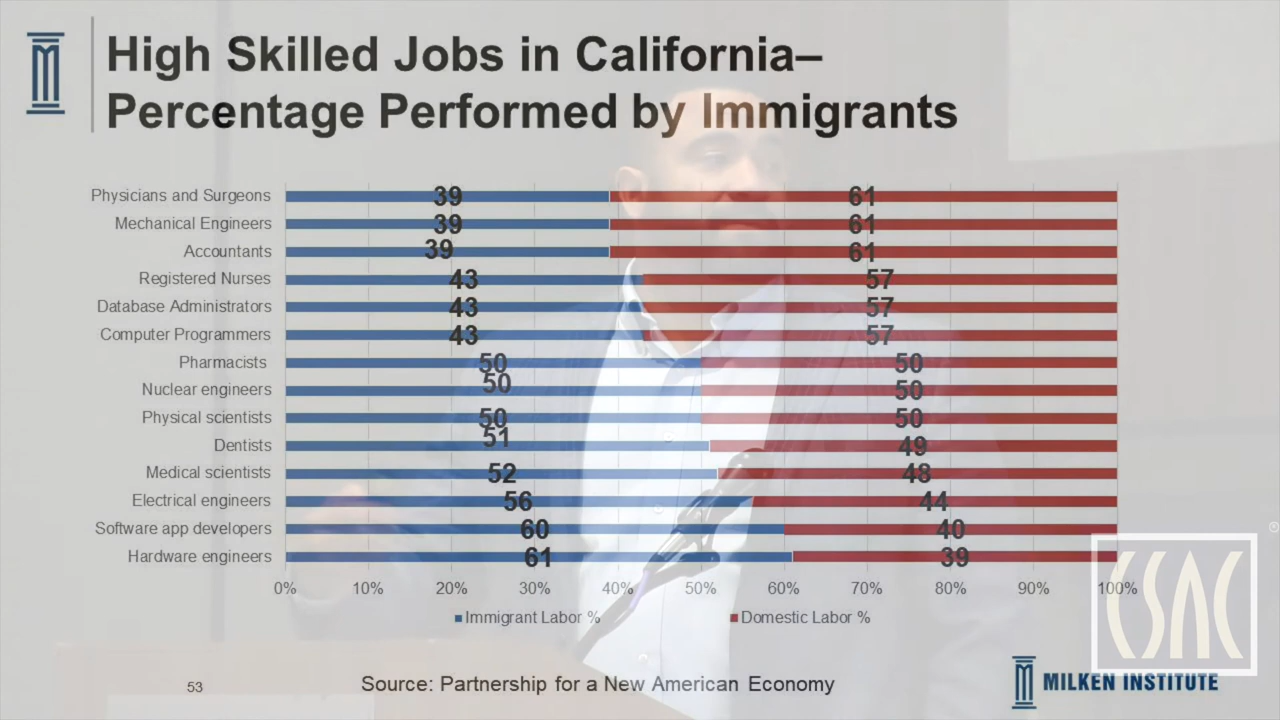 High Skilled Jobs in California–
Percentage Performed by Immigrants
Physicians and Surgeons 39 61
Mechanical Engineers 39 61
Accountants 39 61
Registered Nurses 43 57
Database Administrators 43 57
Computer Programmers 43 57
Pharmacists 50 50
Nuclear engineers 50 50
Physical scientists 50 50
Dentists 51 49
Medical scientists 52 48
Electrical engineers 56 44
Software app developers 60 40
Hardware engineers 61 39
0% 10% 20% 30% 40% 50% 60% 70% 80% 90% 100%
Immigrant Labor % Domestic Labor %
CSAC
53 Source: Partnership for a New American Economy MILKEN INSTITUTE